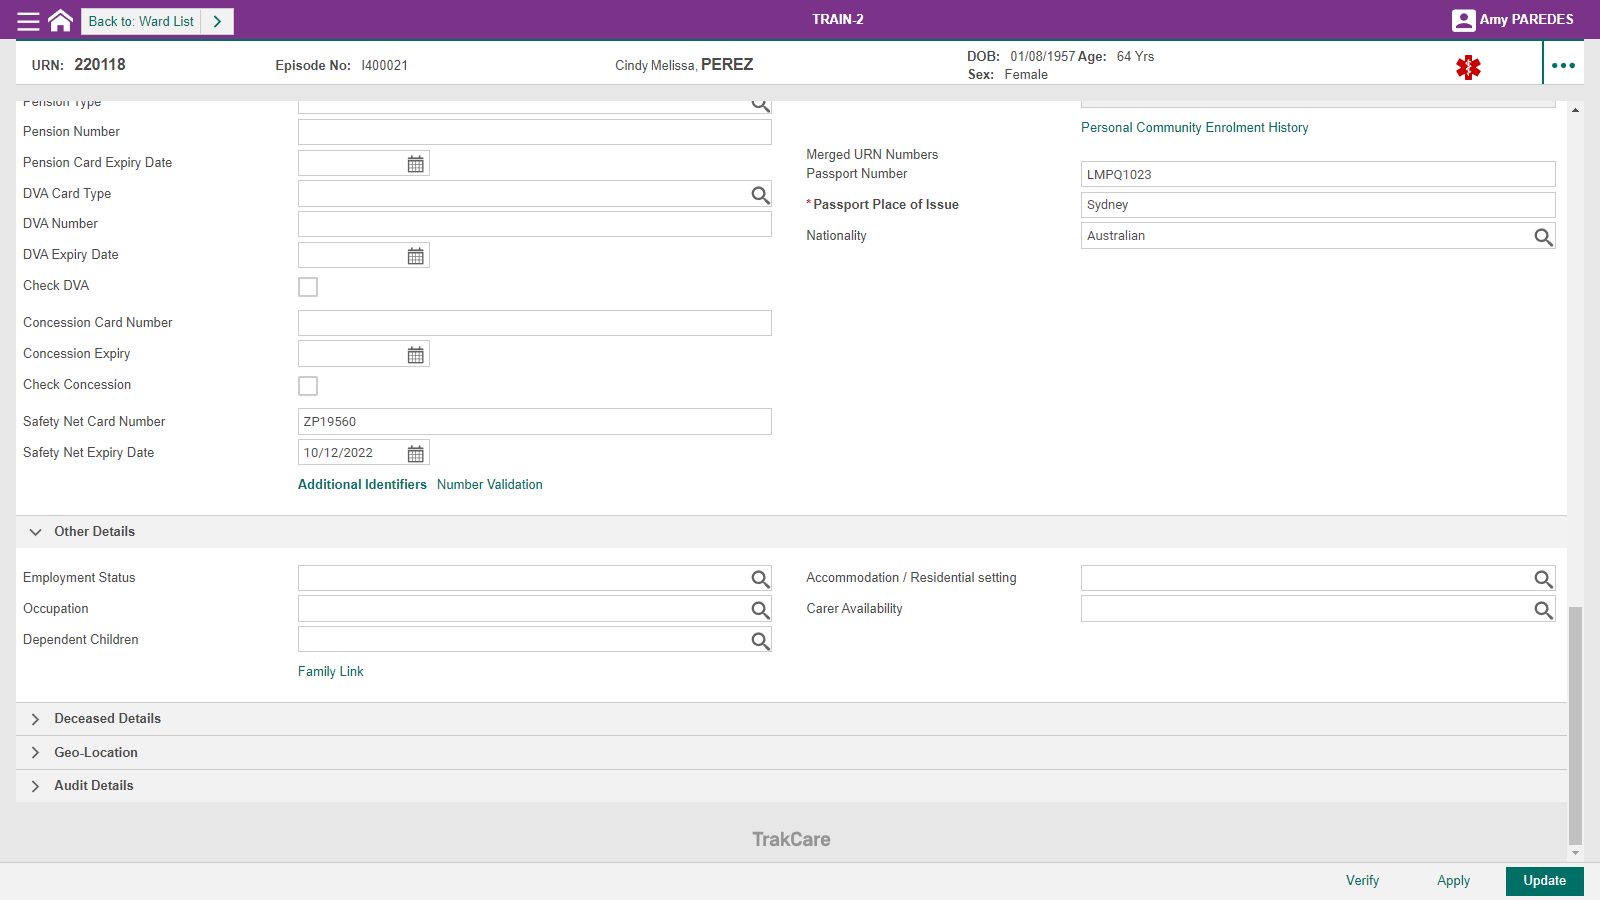 Back to: Ward List
TRAIN-2
Amy PAREDES
URN: 220118
Episode No: I400021
Cindy Melissa, PEREZ
DOB: 01/08/1957 Age: 64 Yrs
Sex: Female
Pension Type
Pension Number
Pension Card Expiry Date
DVA Card Type
DVA Number
DVA Expiry Date
Check DVA
Concession Card Number
Concession Expiry
Check Concession
Safety Net Card Number ZP19560
Safety Net Expiry Date 10/12/2022
Additional Identifiers Number Validation
Personal Community Enrolment History
Merged URN Numbers
Passport Number LMPQ1023
*Passport Place of Issue Sydney
Nationality Australian
Other Details
Employment Status
Occupation
Dependent Children
Family Link
Accommodation / Residential setting
Carer Availability
Deceased Details
Geo-Location
Audit Details
TrakCare
Verify Apply Update